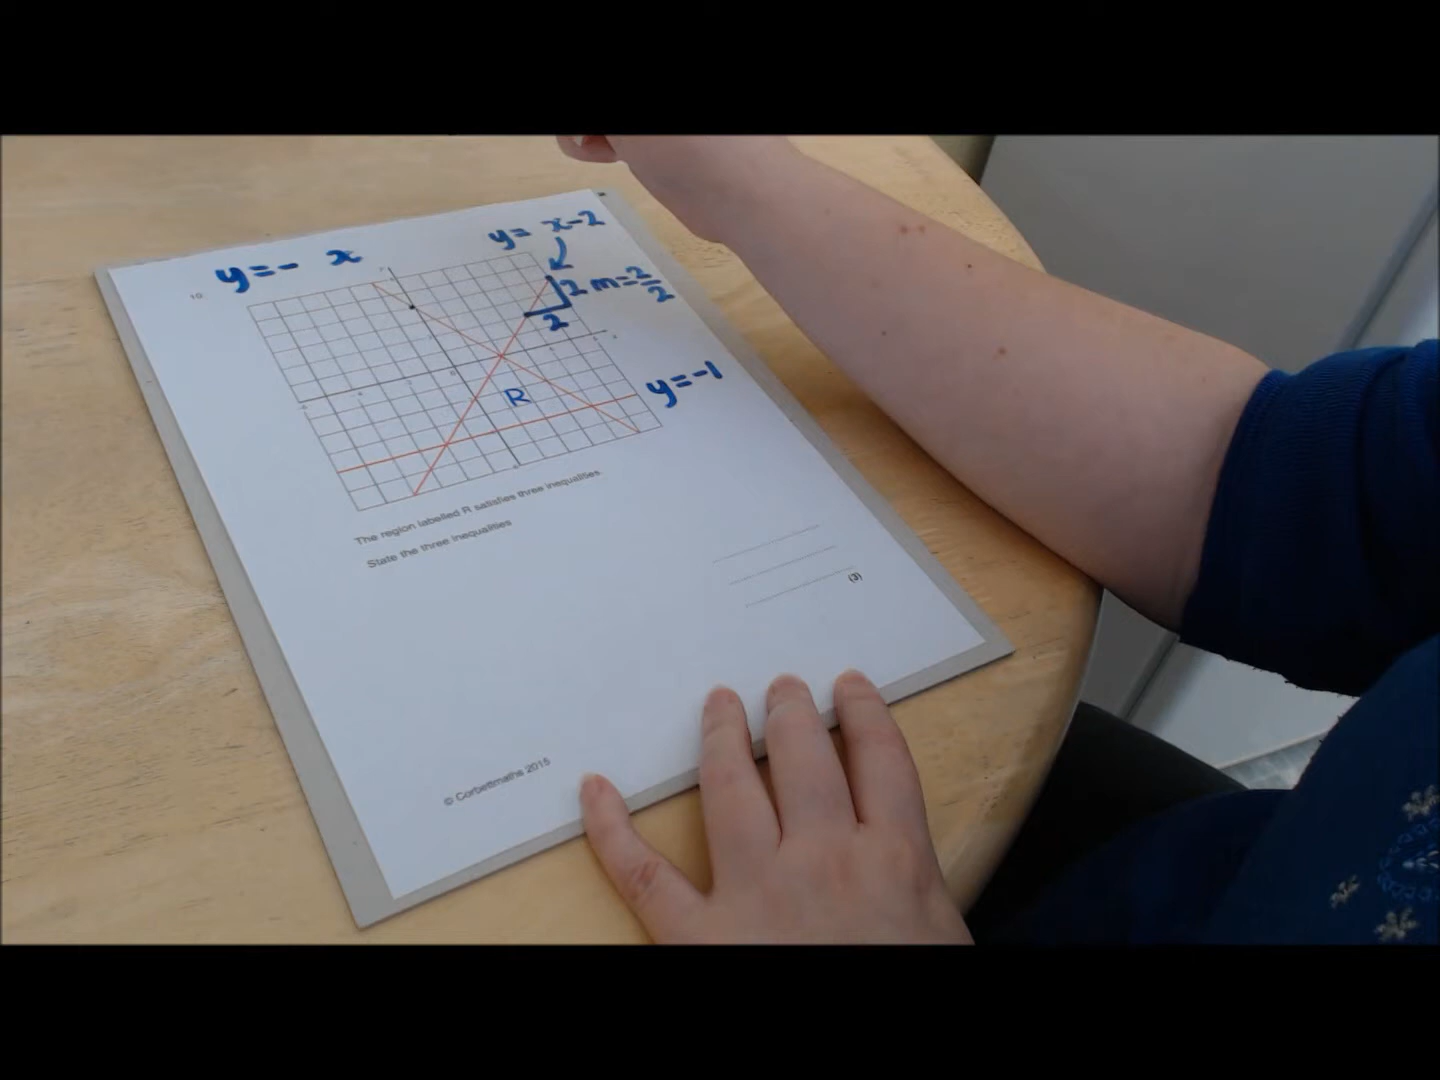 y = x-2
y=- x
10.
2 m=2/2
2
y=-1
R
The region labelled R satisfies three inequalities
State the three inequalities
(3)
© Corbettmaths 2015